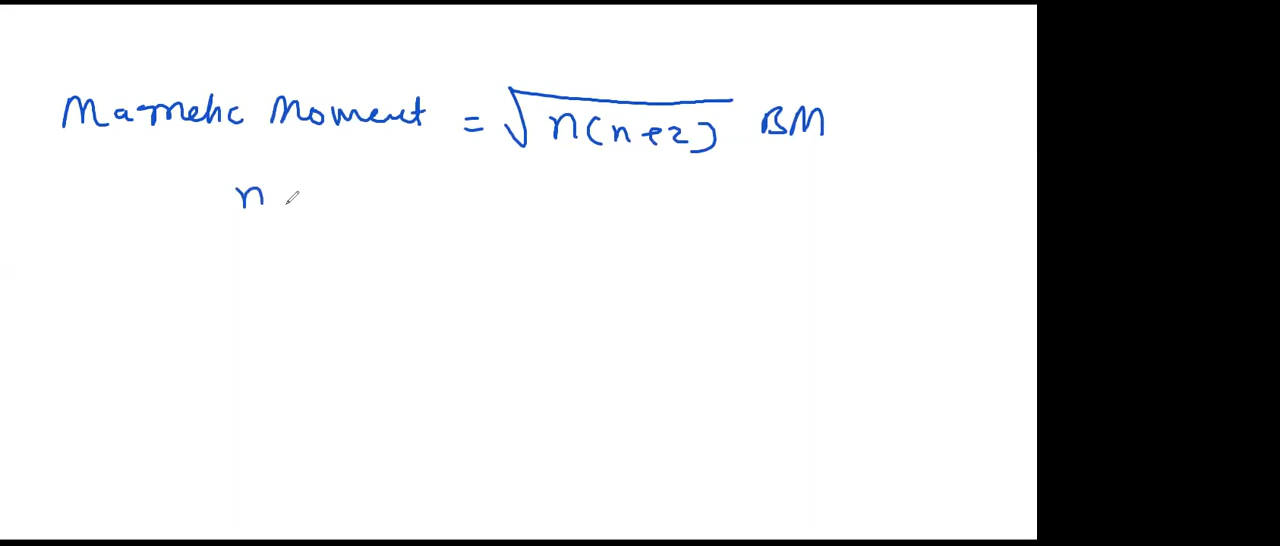 Magnetic Moment = √n(n+2) BM
n